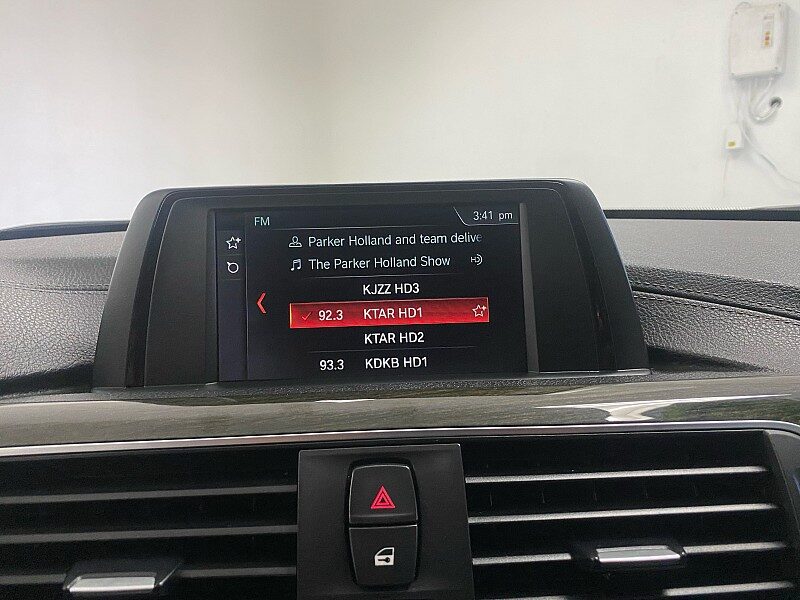 FM
3:41 pm
Parker Holland and team delive
The Parker Holland Show HD
KJZZ HD3
92.3 KTAR HD1
KTAR HD2
93.3 KDKB HD1